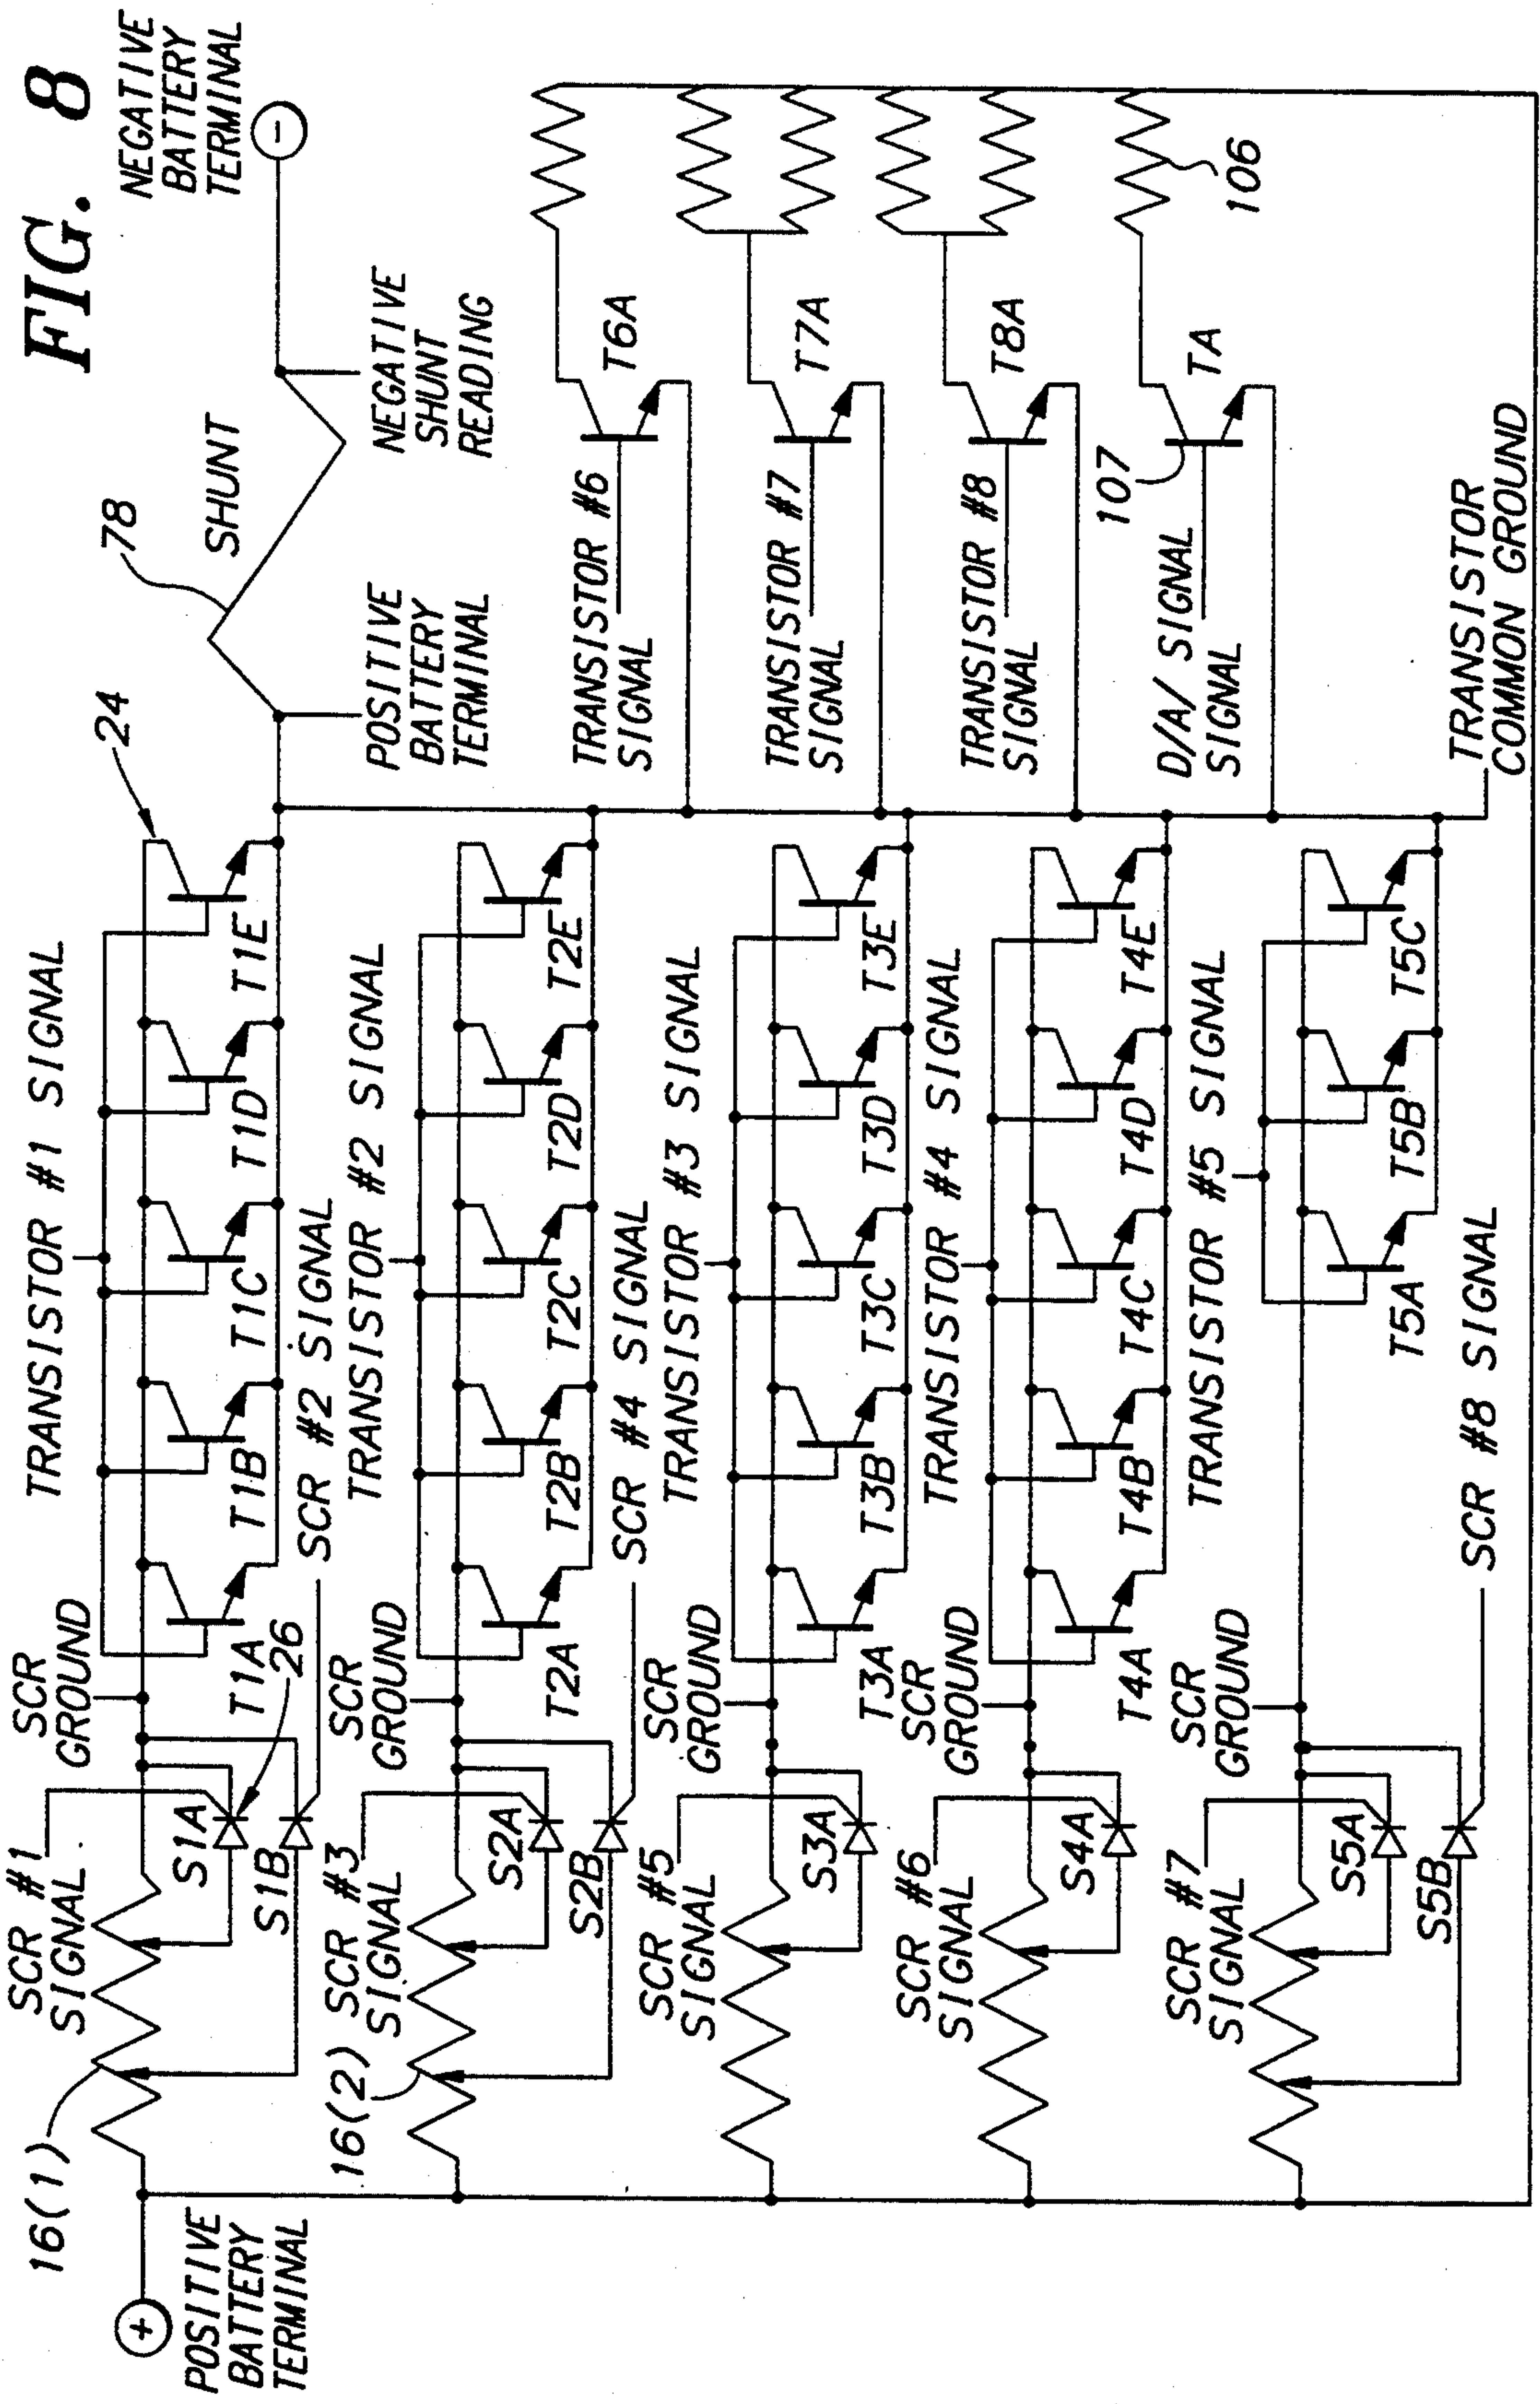 FIG. 8
NEGATIVE
BATTERY
TERMINAL
-
78
SHUNT
NEGATIVE
SHUNT
READING
POSITIVE
BATTERY
TERMINAL
24
TRANSISTOR #1 SIGNAL
SCR
GROUND
SCR #1
SIGNAL
16(1)
+
POSITIVE
BATTERY
TERMINAL
S1A
S1B
26
T1A
T1B
T1C
T1D
T1E
SCR #2 SIGNAL
TRANSISTOR #2 SIGNAL
SCR
GROUND
SCR #3
SIGNAL
16(2)
S2A
S2B
T2A
T2B
T2C
T2D
T2E
SCR #4 SIGNAL
TRANSISTOR #3 SIGNAL
SCR
GROUND
SCR #5
SIGNAL
S3A
T3A
T3B
T3C
T3D
T3E
TRANSISTOR #4 SIGNAL
SCR
GROUND
SCR #6
SIGNAL
S4A
T4A
T4B
T4C
T4D
T4E
TRANSISTOR #5 SIGNAL
SCR
GROUND
SCR #7
SIGNAL
S5A
S5B
T5A
T5B
T5C
SCR #8 SIGNAL
TRANSISTOR #6
SIGNAL
T6A
TRANSISTOR #7
SIGNAL
T7A
TRANSISTOR #8
SIGNAL
T8A
D/A/ SIGNAL
SIGNAL
107
TA
106
TRANSISTOR
COMMON GROUND